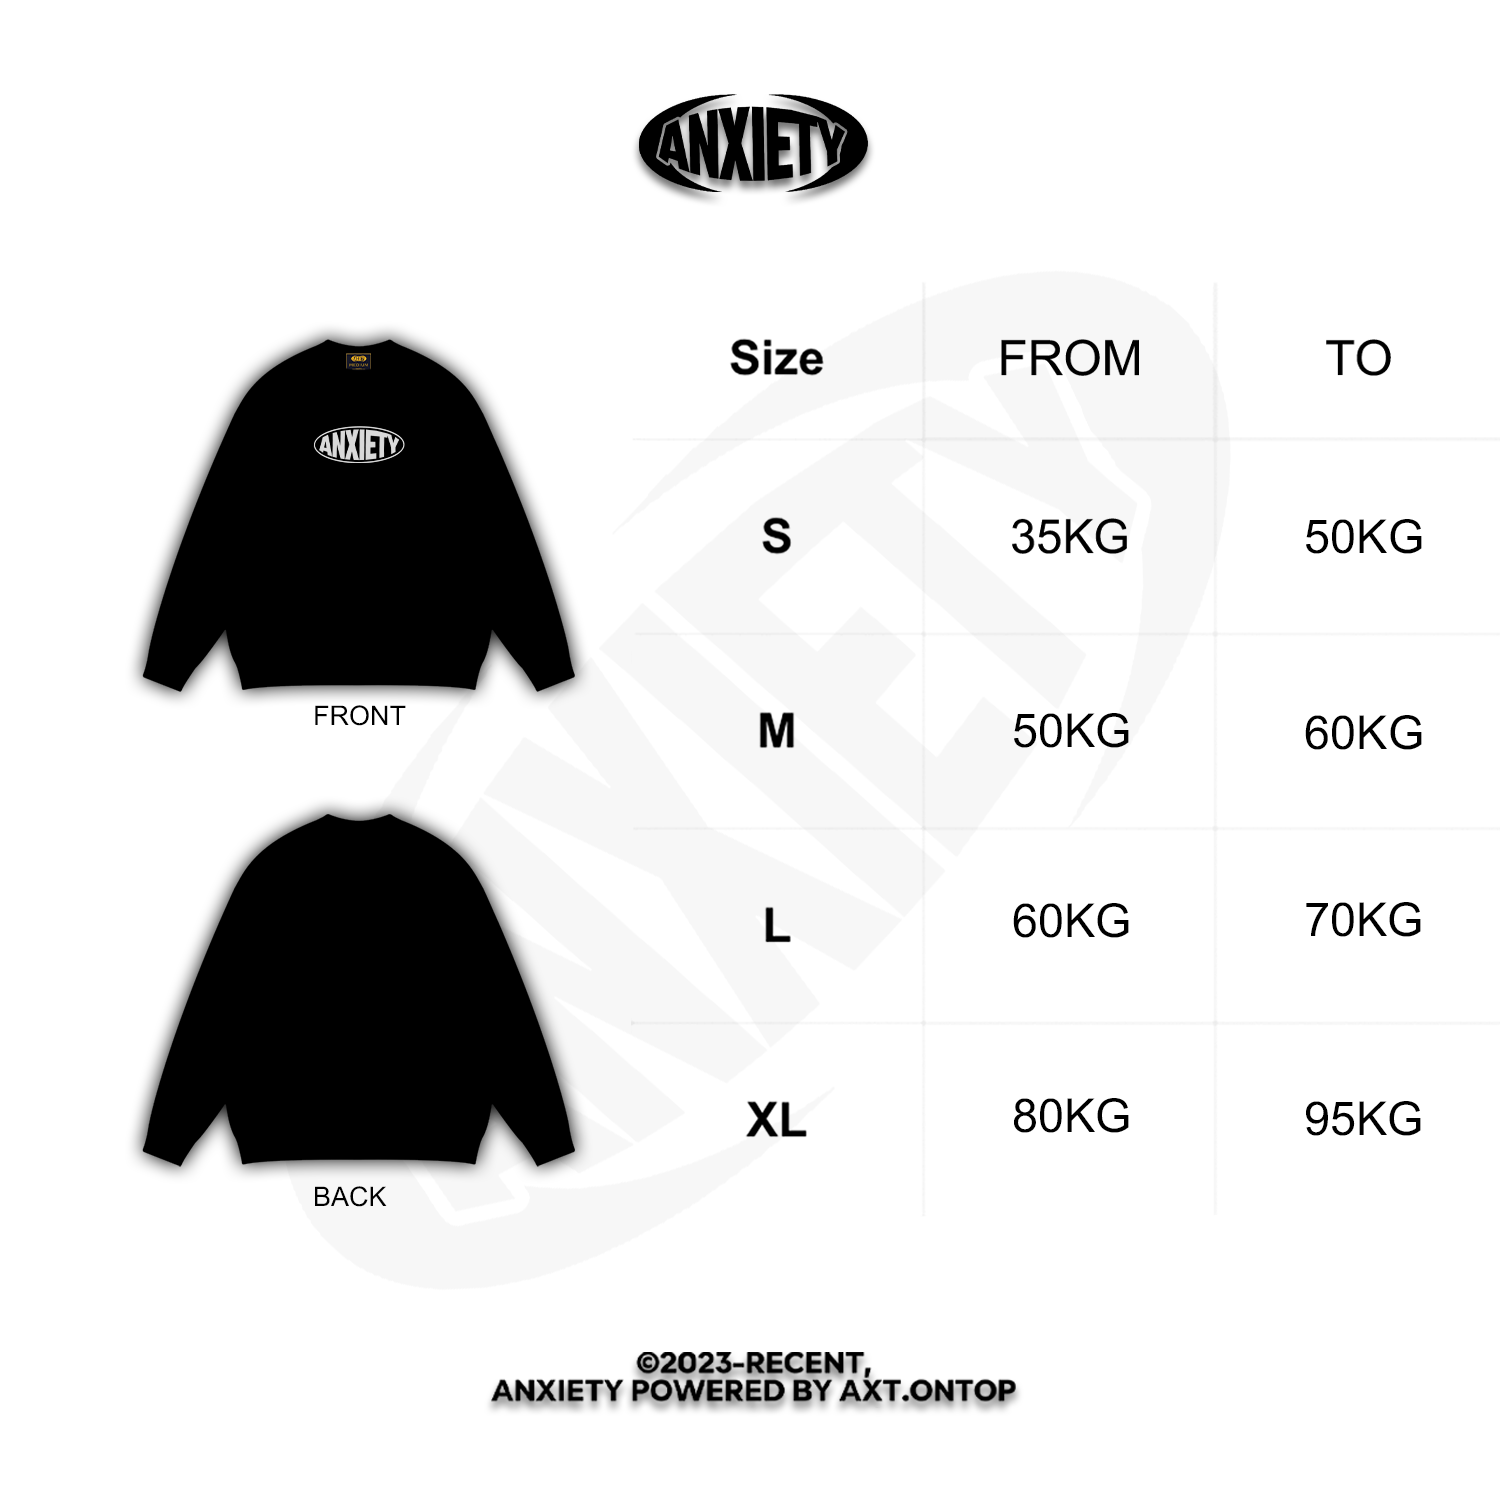 ANXIETY
Size FROM TO
ANXIETY
S 35KG 50KG
M 50KG 60KG
FRONT
L 60KG 70KG
XL 80KG 95KG
BACK
©2023-RECENT,
ANXIETY POWERED BY AXT.ONTOP